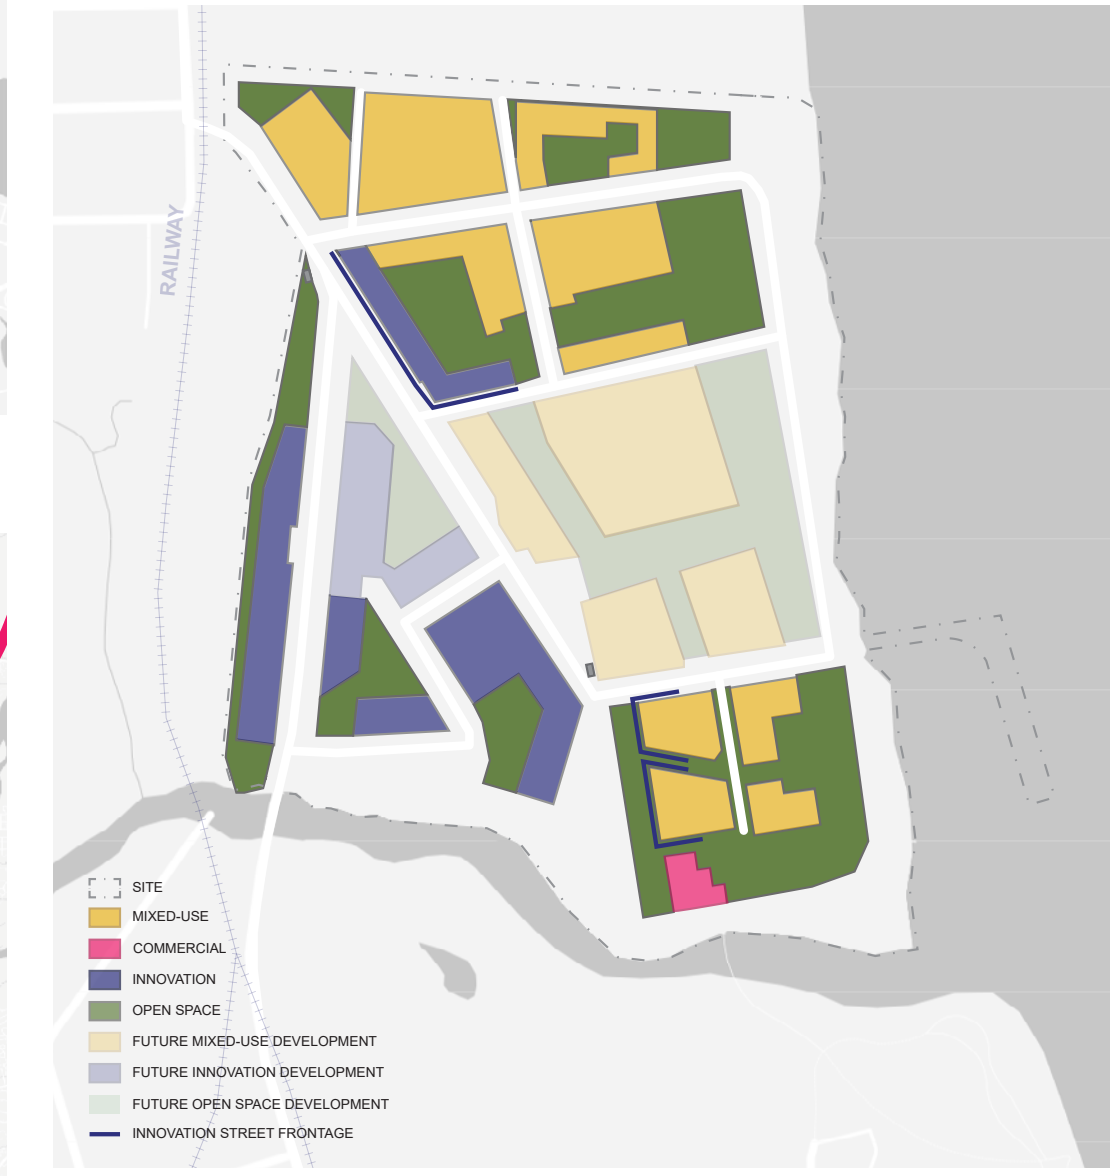 RAILWAY
SITE
MIXED-USE
COMMERCIAL
INNOVATION
OPEN SPACE
FUTURE MIXED-USE DEVELOPMENT
FUTURE INNOVATION DEVELOPMENT
FUTURE OPEN SPACE DEVELOPMENT
INNOVATION STREET FRONTAGE